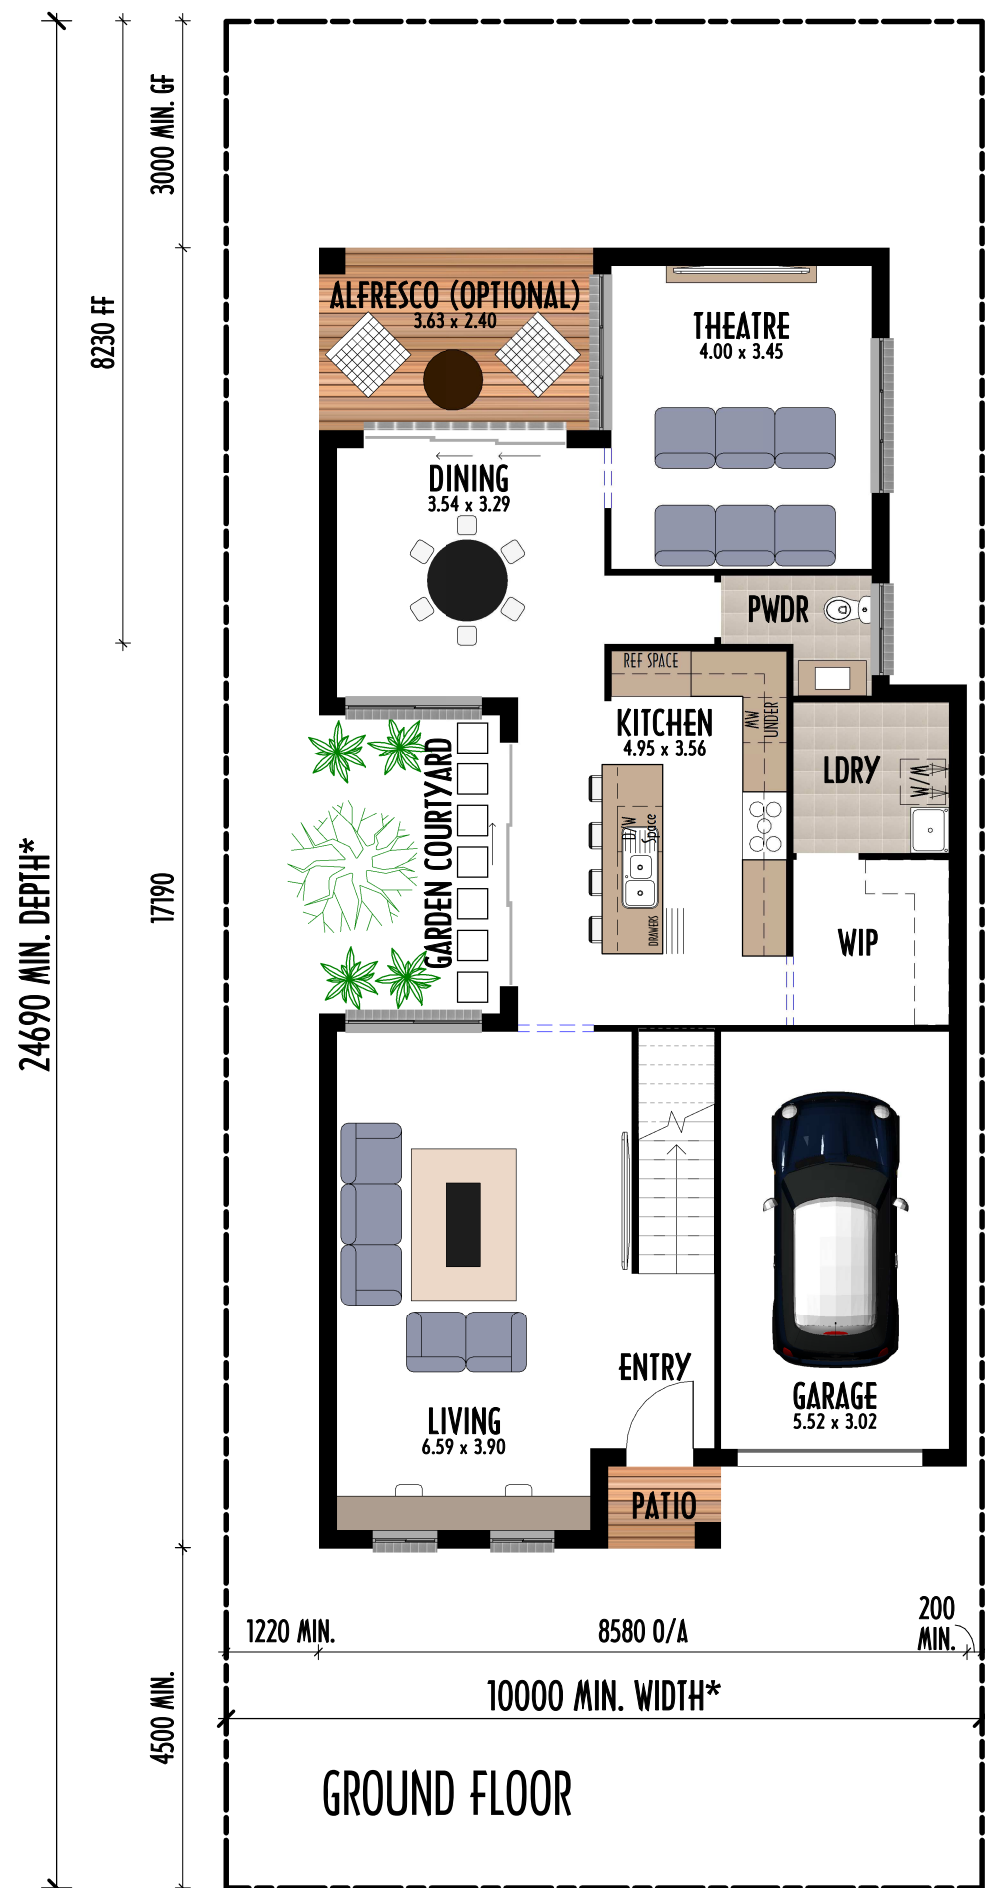 3000 MIN. GF
8230 FF
24690 MIN. DEPTH*
17190
4500 MIN.
ALFRESCO (OPTIONAL)
3.63 x 2.40
THEATRE
4.00 x 3.45
DINING
3.54 x 3.29
PWDR
REF SPACE
KITCHEN
4.95 x 3.56
MW
UNDER
LDRY
W/W
GARDEN COURTYARD
D/W
Space
DRAWERS
WIP
ENTRY
LIVING
6.59 x 3.90
GARAGE
5.52 x 3.02
PATIO
1220 MIN.
8580 O/A
200
MIN.
10000 MIN. WIDTH*
GROUND FLOOR